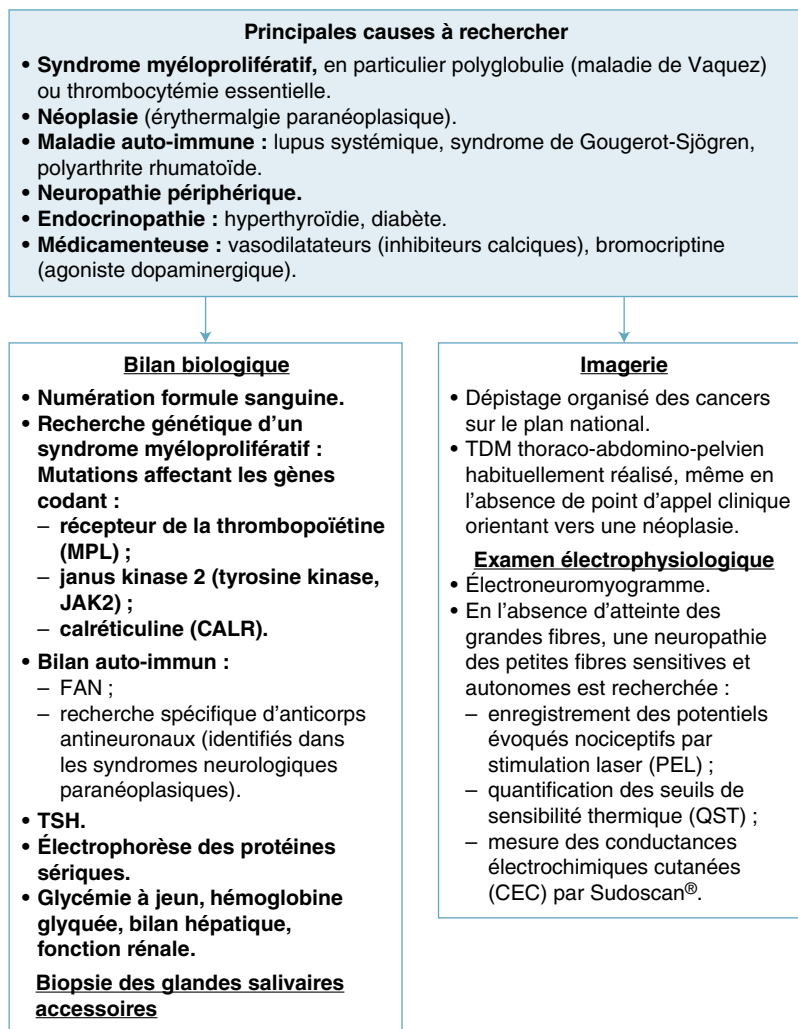 Principales causes à rechercher
• Syndrome myéloprolifératif, en particulier polyglobulie (maladie de Vaquez)
ou thrombocytémie essentielle.
• Néoplasie (érythermalgie paranéoplasique).
• Maladie auto-immune : lupus systémique, syndrome de Gougerot-Sjögren,
polyarthrite rhumatoïde.
• Neuropathie périphérique.
• Endocrinopathie : hyperthyroïdie, diabète.
• Médicamenteuse : vasodilatateurs (inhibiteurs calciques), bromocriptine
(agoniste dopaminergique).
Bilan biologique
• Numération formule sanguine.
• Recherche génétique d'un
syndrome myéloprolifératif :
Mutations affectant les gènes
codant :
– récepteur de la thrombopoïétine
(MPL) ;
– janus kinase 2 (tyrosine kinase,
JAK2) ;
– calréticuline (CALR).
• Bilan auto-immun :
– FAN ;
– recherche spécifique d'anticorps
antineuronaux (identifiés dans
les syndromes neurologiques
paranéoplasiques).
• TSH.
• Électrophorèse des protéines
sériques.
• Glycémie à jeun, hémoglobine
glyquée, bilan hépatique,
fonction rénale.
Biopsie des glandes salivaires
accessoires
Imagerie
• Dépistage organisé des cancers
sur le plan national.
• TDM thoraco-abdomino-pelvien
habituellement réalisé, même en
l'absence de point d'appel clinique
orientant vers une néoplasie.
Examen électrophysiologique
• Électroneuromyogramme.
• En l'absence d'atteinte des
grandes fibres, une neuropathie
des petites fibres sensitives et
autonomes est recherchée :
– enregistrement des potentiels
évoqués nociceptifs par
stimulation laser (PEL) ;
– quantification des seuils de
sensibilité thermique (QST) ;
– mesure des conductances
électrochimiques cutanées
(CEC) par Sudoscan®.